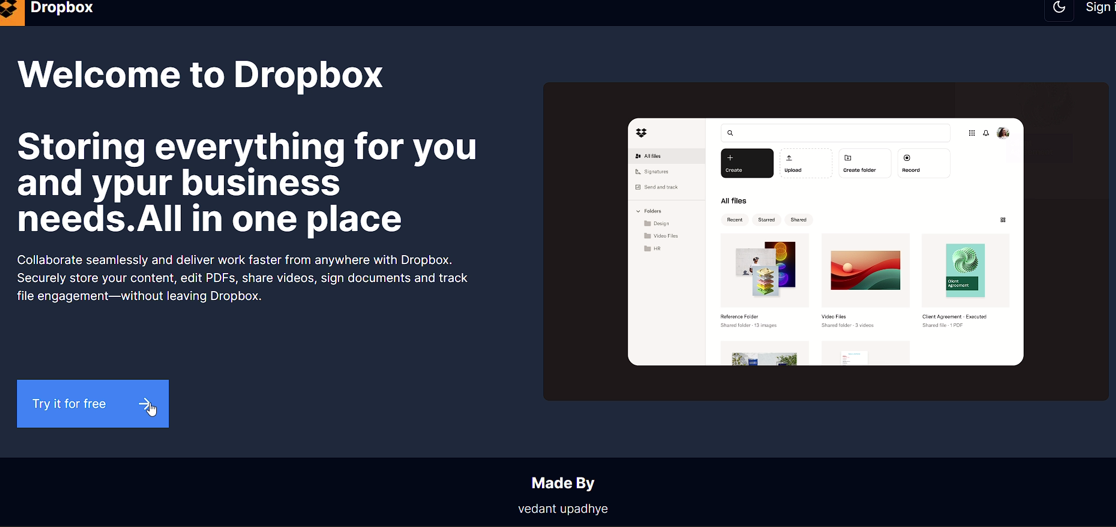 Dropbox
Sign i
Welcome to Dropbox
Storing everything for you
and ypur business
needs.All in one place
Collaborate seamlessly and deliver work faster from anywhere with Dropbox.
Securely store your content, edit PDFs, share videos, sign documents and track
file engagement—without leaving Dropbox.
Try it for free
All files
Signatures
Send and track
Folders
Design
Video Files
HR
Create
Upload
Create folder
Record
All files
Recent
Starred
Shared
Reference Folder
Shared folder · 13 images
Video Files
Shared folder · 3 videos
Client Agreement - Executed
Shared file · 1 PDF
Client
Agreement
Made By
vedant upadhye